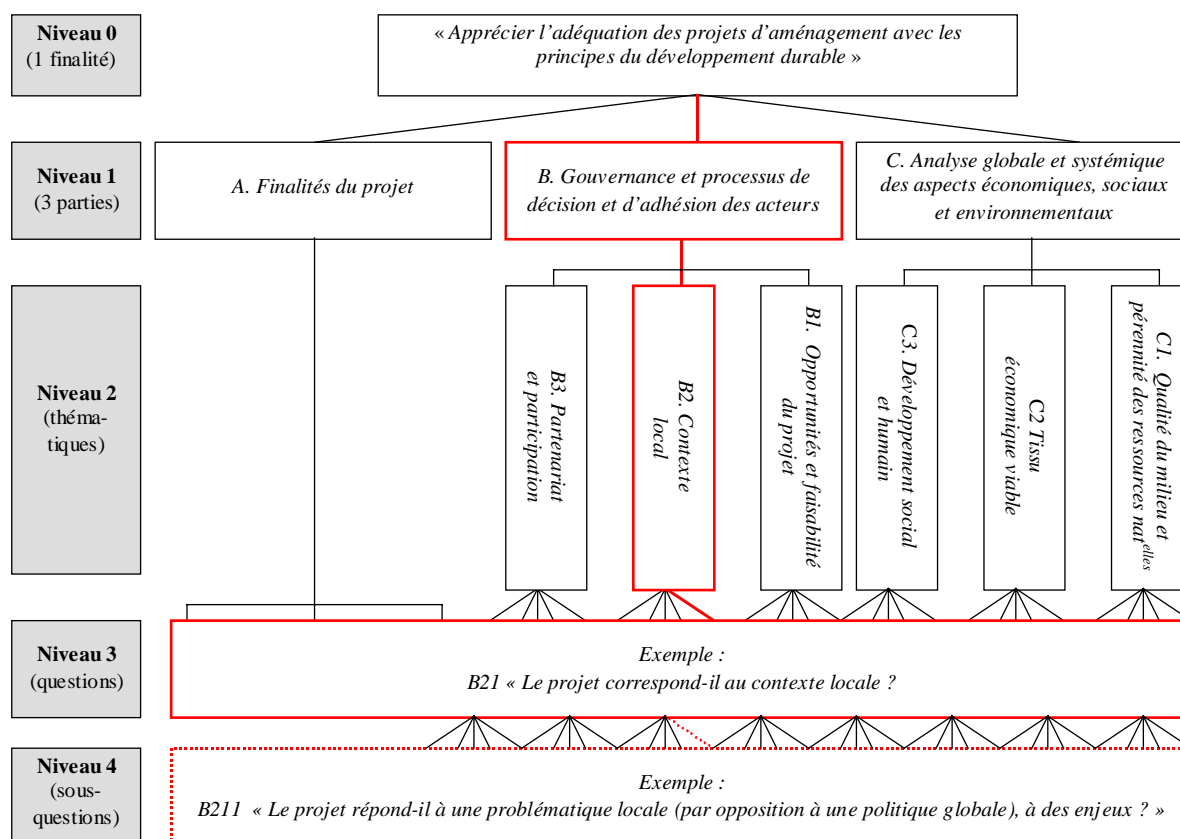 Niveau 0
(1 finalité)
« Apprécier l'adéquation des projets d'aménagement avec les
principes du développement durable »
Niveau 1
(3 parties)
A. Finalités du projet
B. Gouvernance et processus de
décision et d'adhésion des acteurs
C. Analyse globale et systémique
des aspects économiques, sociaux
et environnementaux
Niveau 2
(théma-
tiques)
B3. Partenariat
et participation
B2. Contexte
local
B1. Opportunités et faisabilité
du projet
C3. Développement social
et humain
C2 Tissu
économique viable
C1. Qualité du milieu et
pérennité des ressources nat^elles
Niveau 3
(questions)
Exemple :
B21 « Le projet correspond-il au contexte locale ?
Niveau 4
(sous-
questions)
Exemple :
B211 « Le projet répond-il à une problématique locale (par opposition à une politique globale), à des enjeux ? »